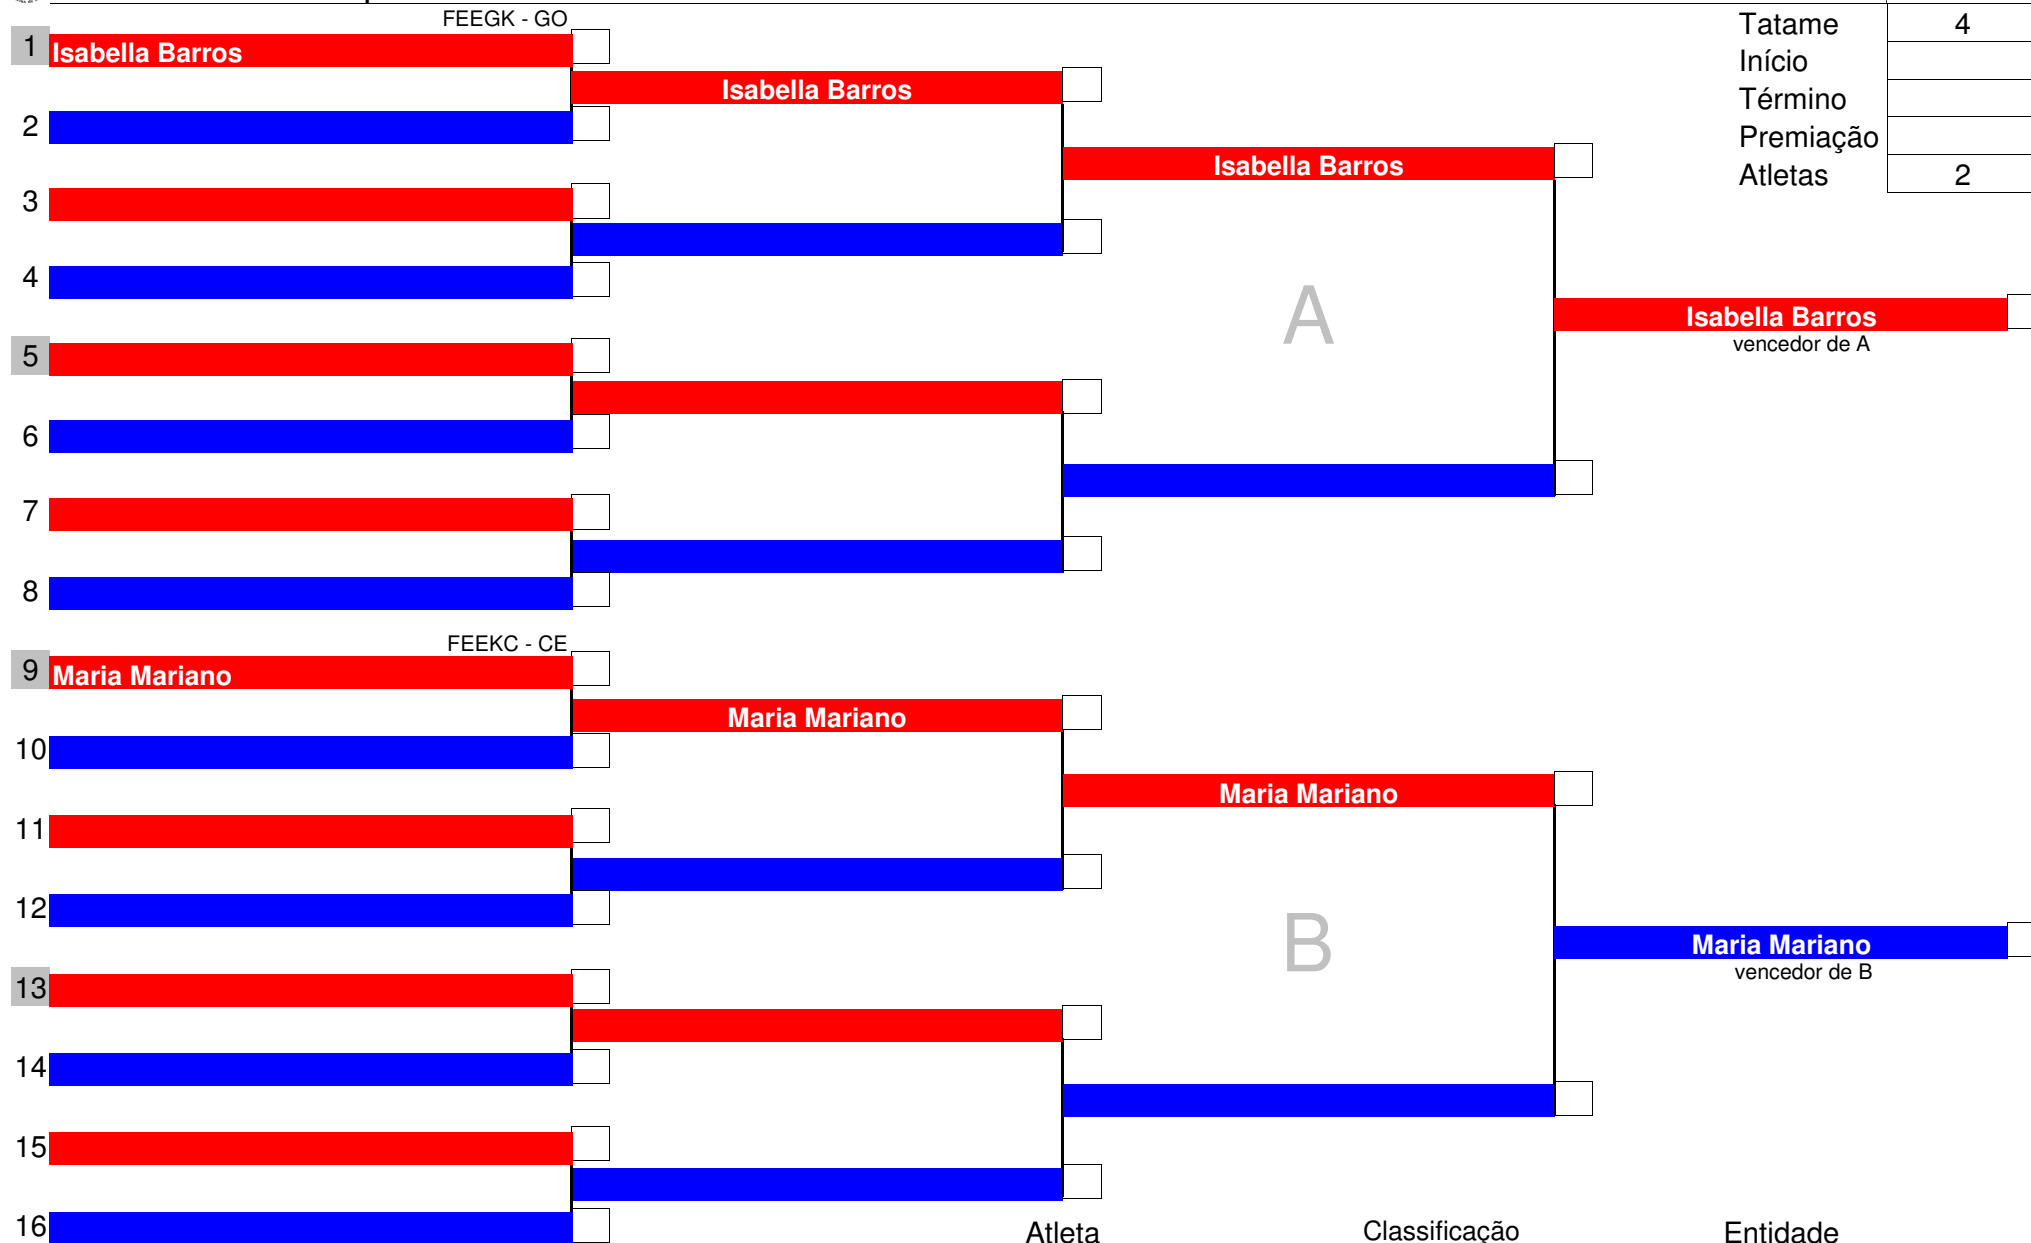 FEEGK - GO
Tatame 4
1 Isabella Barros
Início
Isabella Barros
Término
2
Premiação
Isabella Barros
Atletas 2
3
4
A
Isabella Barros
vencedor de A
5
6
7
8
FEEKC - CE
9 Maria Mariano
Maria Mariano
10
Maria Mariano
11
12
B
Maria Mariano
vencedor de B
13
14
15
16
Atleta Classificação Entidade